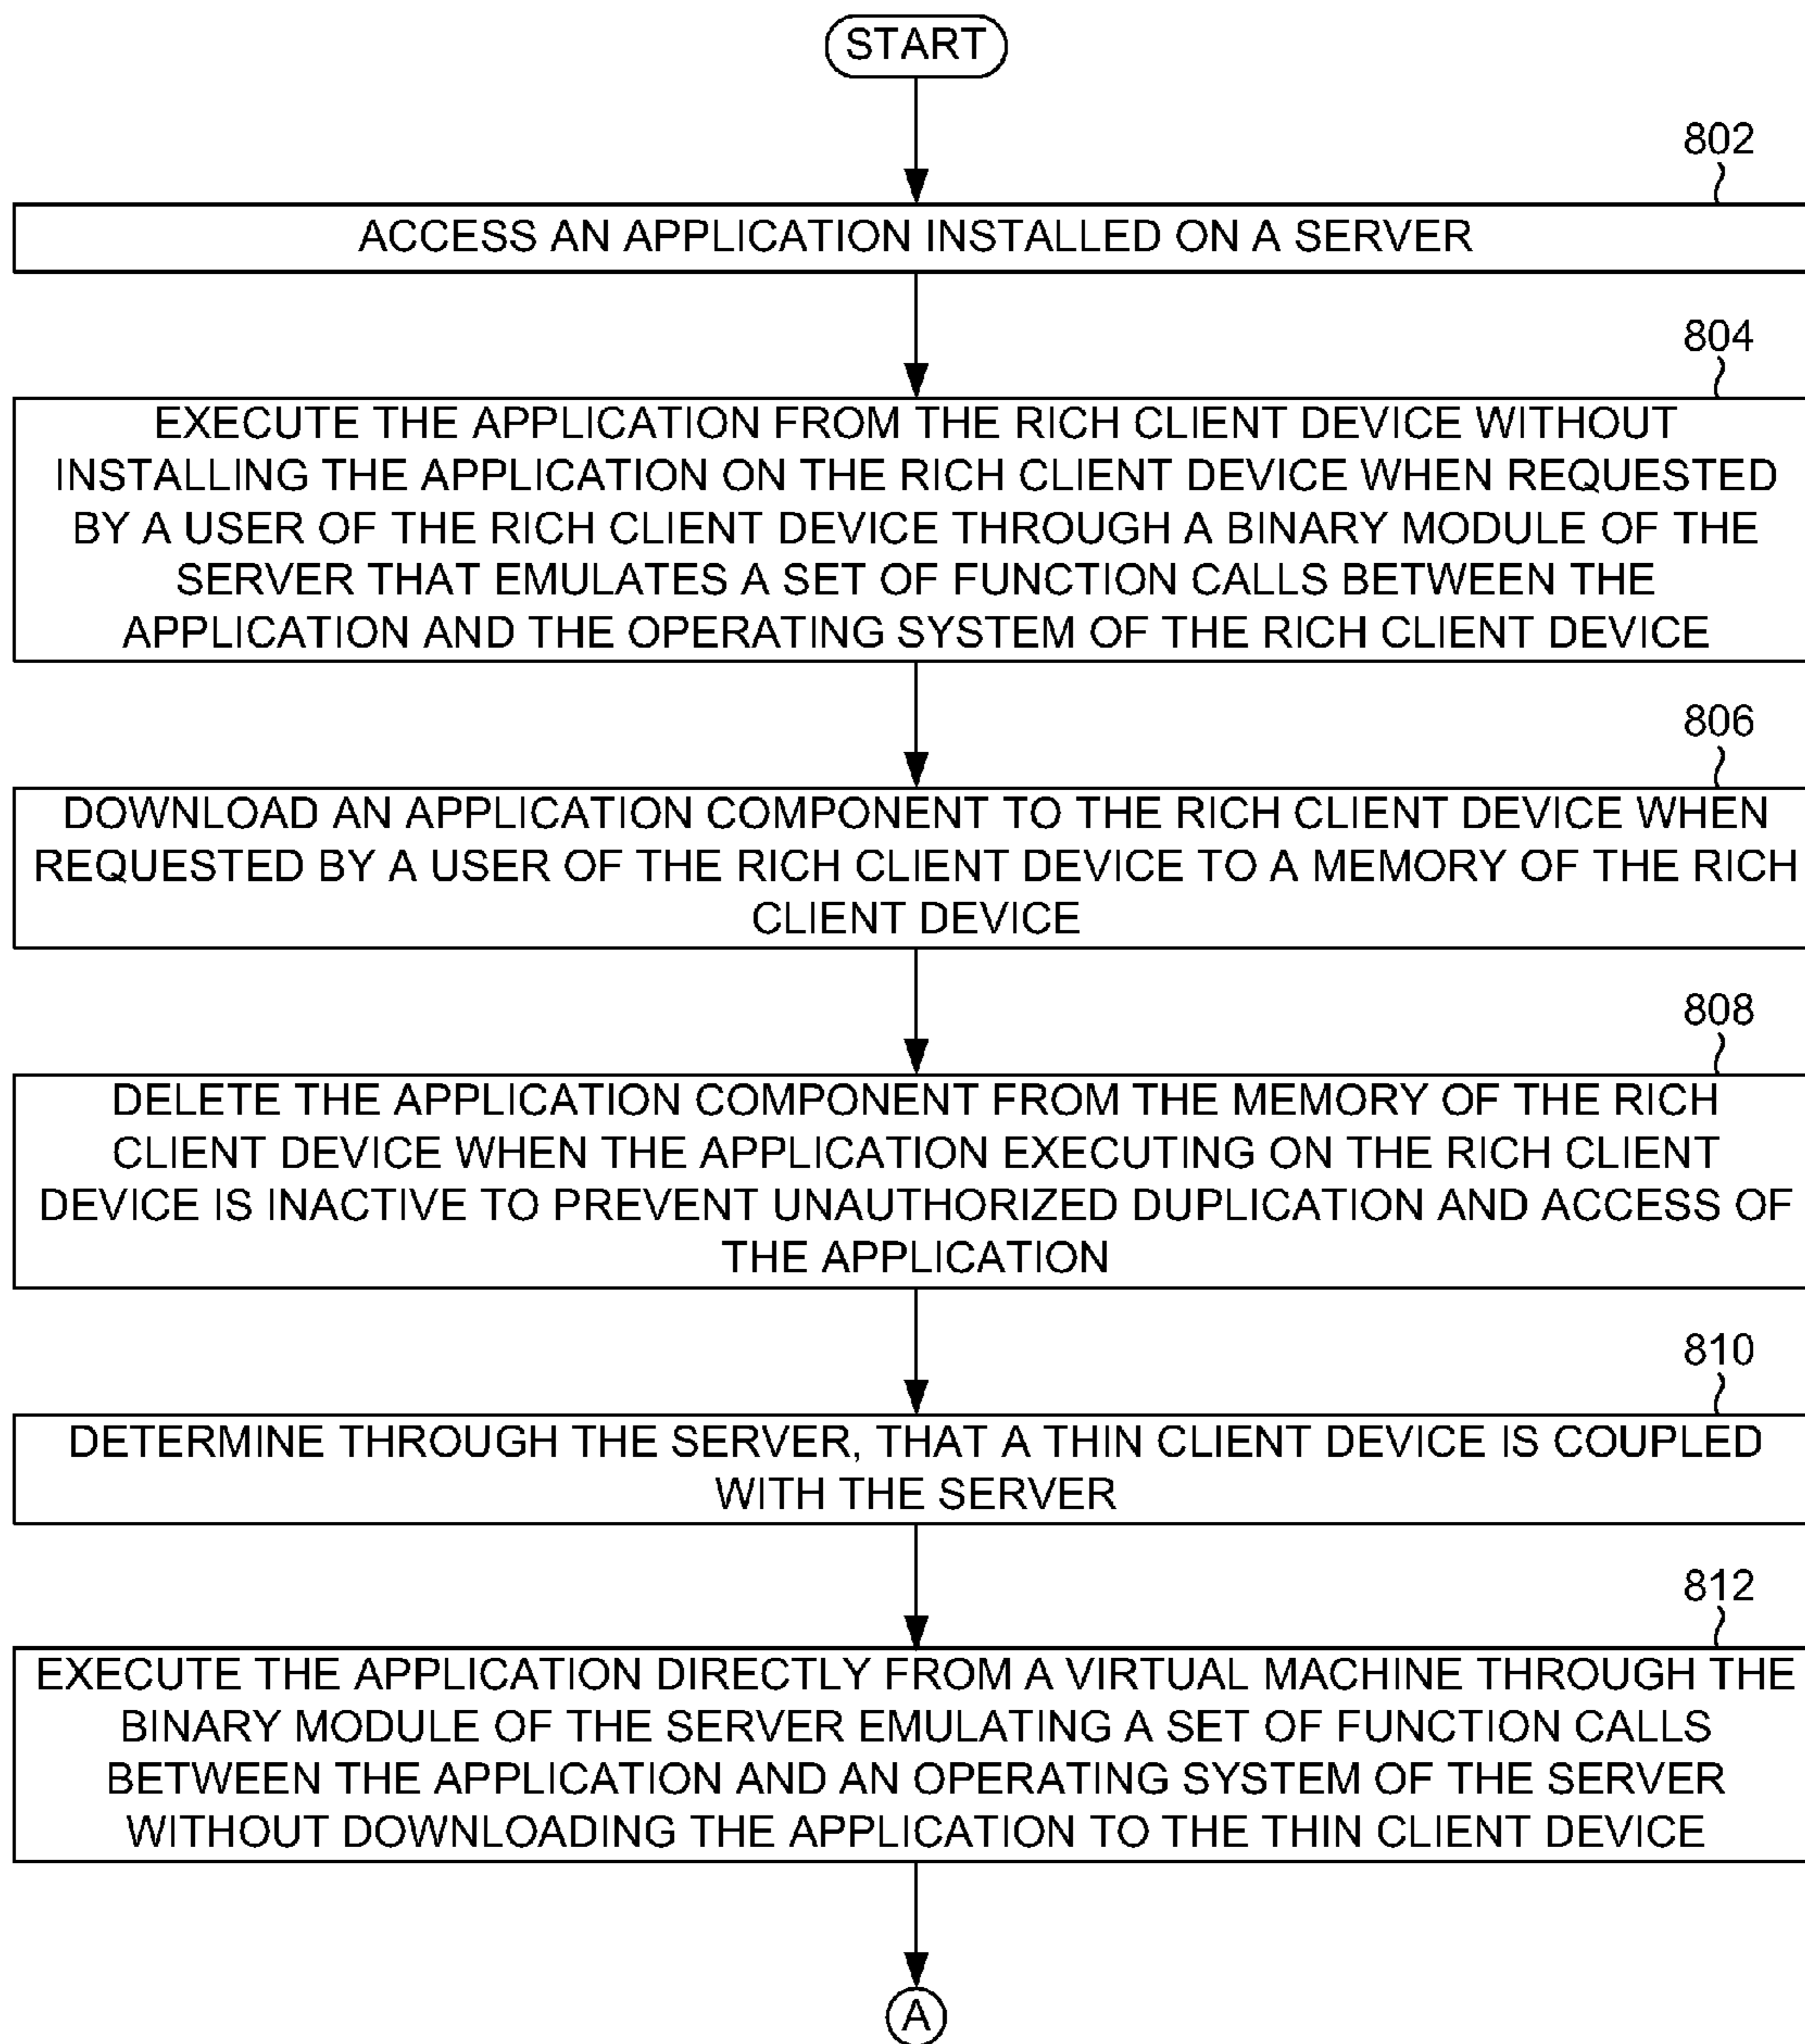 START
802
ACCESS AN APPLICATION INSTALLED ON A SERVER
804
EXECUTE THE APPLICATION FROM THE RICH CLIENT DEVICE WITHOUT
INSTALLING THE APPLICATION ON THE RICH CLIENT DEVICE WHEN REQUESTED
BY A USER OF THE RICH CLIENT DEVICE THROUGH A BINARY MODULE OF THE
SERVER THAT EMULATES A SET OF FUNCTION CALLS BETWEEN THE
APPLICATION AND THE OPERATING SYSTEM OF THE RICH CLIENT DEVICE
806
DOWNLOAD AN APPLICATION COMPONENT TO THE RICH CLIENT DEVICE WHEN
REQUESTED BY A USER OF THE RICH CLIENT DEVICE TO A MEMORY OF THE RICH
CLIENT DEVICE
808
DELETE THE APPLICATION COMPONENT FROM THE MEMORY OF THE RICH
CLIENT DEVICE WHEN THE APPLICATION EXECUTING ON THE RICH CLIENT
DEVICE IS INACTIVE TO PREVENT UNAUTHORIZED DUPLICATION AND ACCESS OF
THE APPLICATION
810
DETERMINE THROUGH THE SERVER, THAT A THIN CLIENT DEVICE IS COUPLED
WITH THE SERVER
812
EXECUTE THE APPLICATION DIRECTLY FROM A VIRTUAL MACHINE THROUGH THE
BINARY MODULE OF THE SERVER EMULATING A SET OF FUNCTION CALLS
BETWEEN THE APPLICATION AND AN OPERATING SYSTEM OF THE SERVER
WITHOUT DOWNLOADING THE APPLICATION TO THE THIN CLIENT DEVICE
A